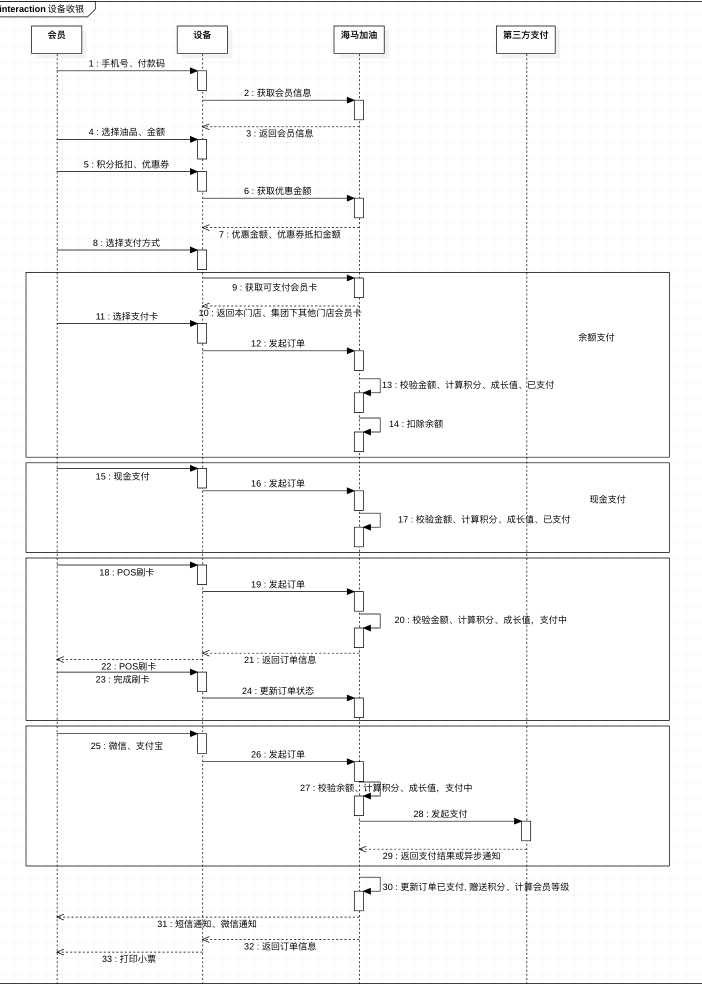 interaction 设备收银
会员
设备
海马加油
第三方支付
1 : 手机号、付款码
2 : 获取会员信息
3 : 返回会员信息
4 : 选择油品、金额
5 : 积分抵扣、优惠券
6 : 获取优惠金额
7 : 优惠金额、优惠券抵扣金额
8 : 选择支付方式
9 : 获取可支付会员卡
10 : 返回本门店、集团下其他门店会员卡
11 : 选择支付卡
余额支付
12 : 发起订单
13 : 校验金额、计算积分、成长值、已支付
14 : 扣除余额
15 : 现金支付
16 : 发起订单
现金支付
17 : 校验金额、计算积分、成长值、已支付
18 : POS刷卡
19 : 发起订单
20 : 校验金额、计算积分、成长值，支付中
21 : 返回订单信息
22 : POS刷卡
23 : 完成刷卡
24 : 更新订单状态
25 : 微信、支付宝
26 : 发起订单
27 : 校验余额、计算积分、成长值，支付中
28 : 发起支付
29 : 返回支付结果或异步通知
30 : 更新订单已支付, 赠送积分、计算会员等级
31 : 短信通知、微信通知
32 : 返回订单信息
33 : 打印小票